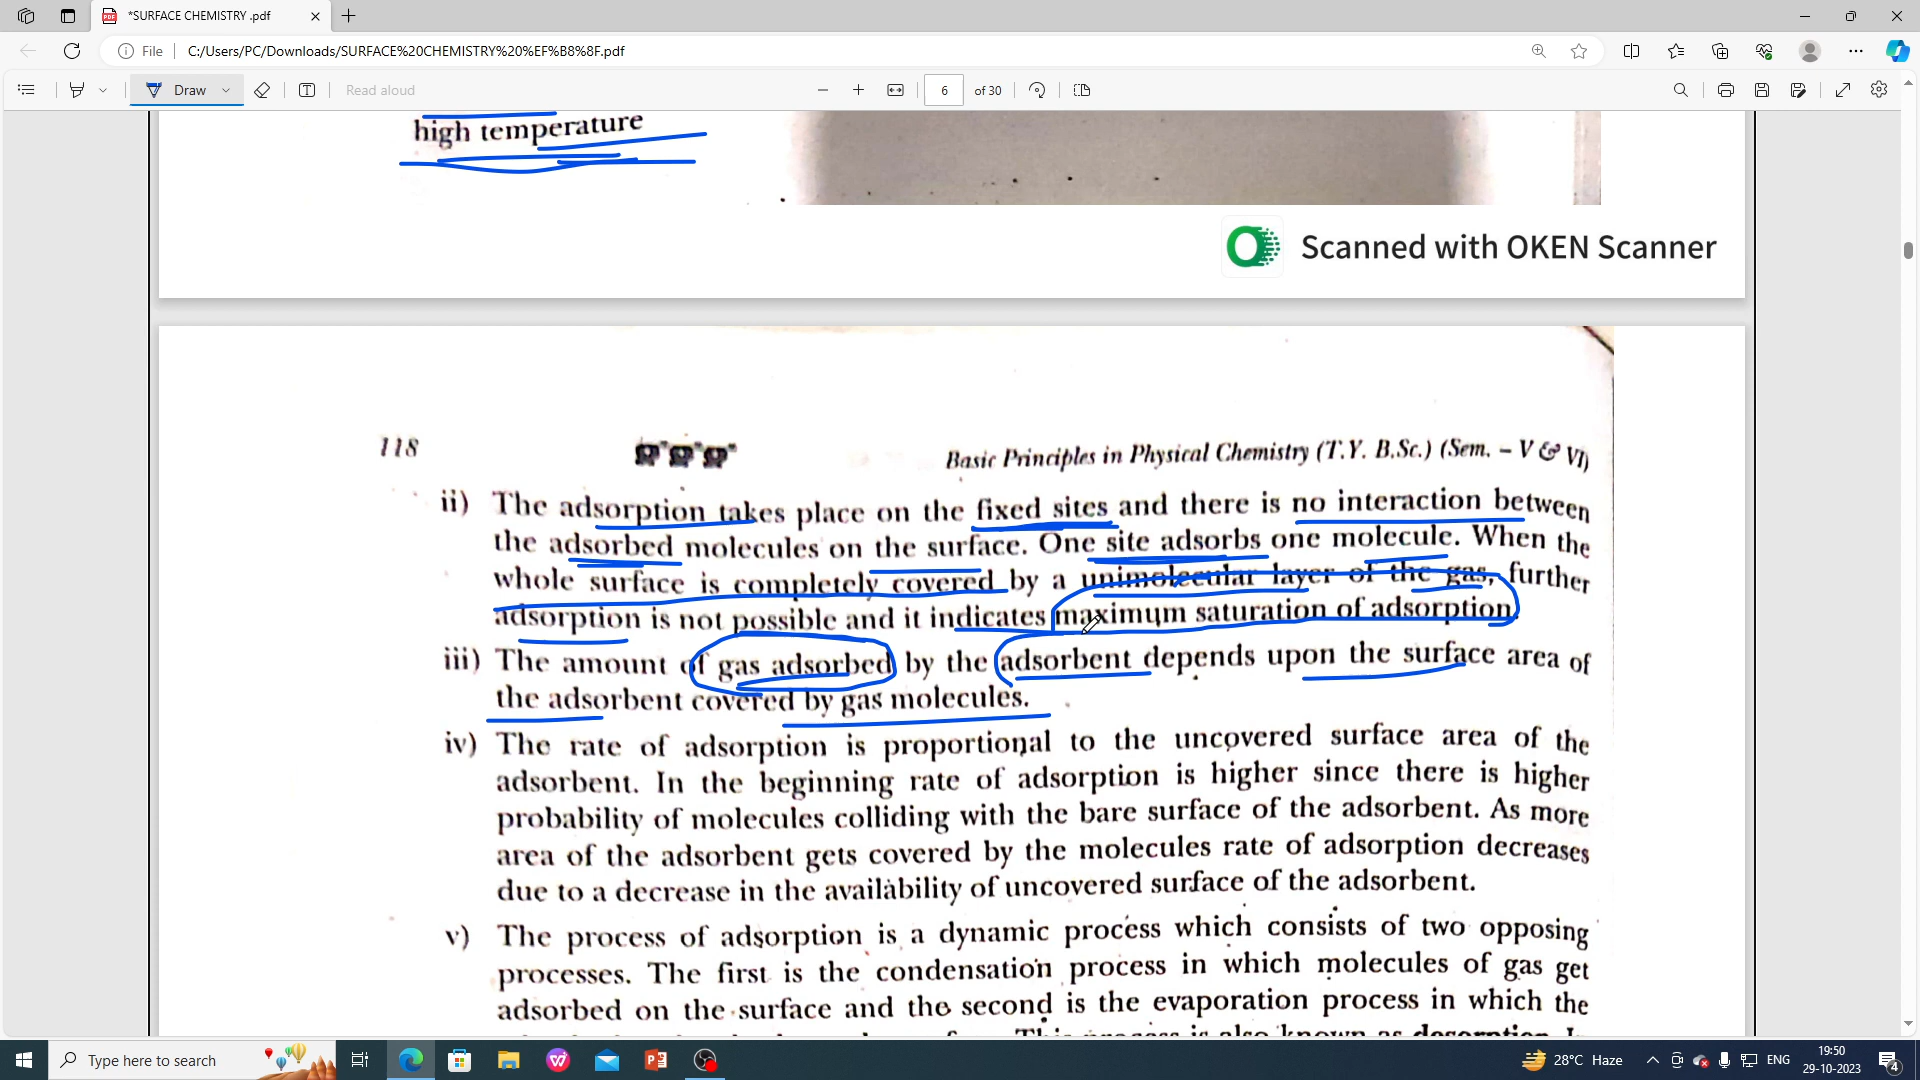 *SURFACE CHEMISTRY .pdf
File
C:/Users/PC/Downloads/SURFACE%20CHEMISTRY%20%EF%B8%8F.pdf
Draw
Read aloud
6 of 30
high temperature
Scanned with OKEN Scanner
118
Basic Principles in Physical Chemistry (T.Y. B.Sc.) (Sem. – V & VI)
ii) The adsorption takes place on the fixed sites and there is no interaction between
the adsorbed molecules on the surface. One site adsorbs one molecule. When the
whole surface is completely covered by a unimolecular layer of the gas, further
adsorption is not possible and it indicates maximum saturation of adsorption.
iii) The amount of gas adsorbed by the adsorbent depends upon the surface area of
the adsorbent covered by gas molecules.
iv) The rate of adsorption is proportional to the uncovered surface area of the
adsorbent. In the beginning rate of adsorption is higher since there is higher
probability of molecules colliding with the bare surface of the adsorbent. As more
area of the adsorbent gets covered by the molecules rate of adsorption decreases
due to a decrease in the availability of uncovered surface of the adsorbent.
v) The process of adsorption is a dynamic process which consists of two opposing
processes. The first is the condensation process in which molecules of gas get
adsorbed on the surface and the second is the evaporation process in which the
This process is also known as desorption.
Type here to search
28°C Haze
ENG
19:50
29-10-2023
4